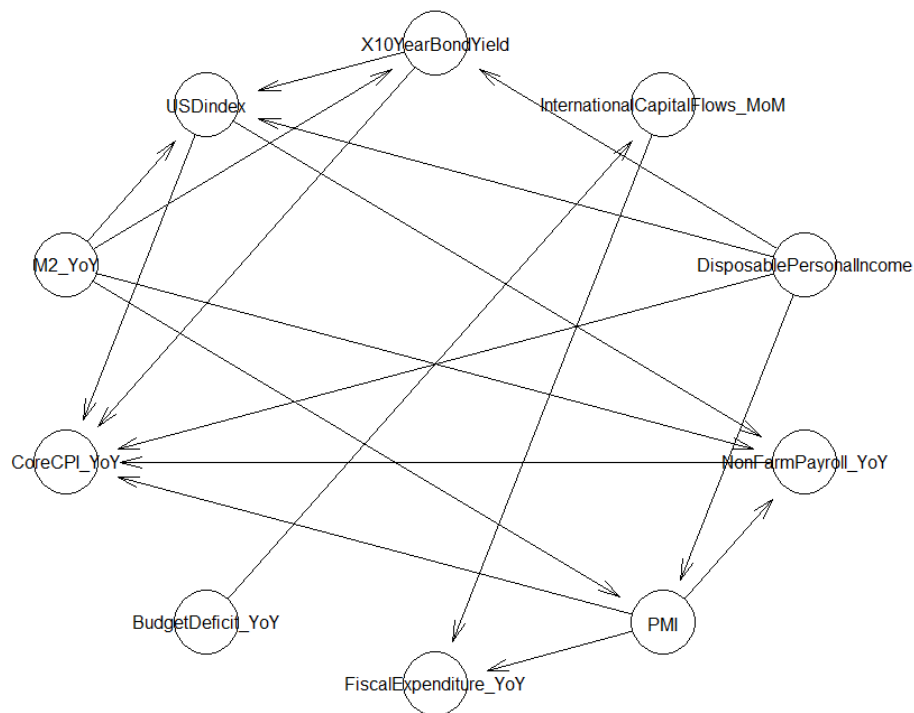 X10YearBondYield
USDindex
InternationalCapitalFlows_MoM
M2_YoY
DisposablePersonalIncome
CoreCPI_YoY
NonFarmPayroll_YoY
BudgetDeficit_YoY
PMI
FiscalExpenditure_YoY